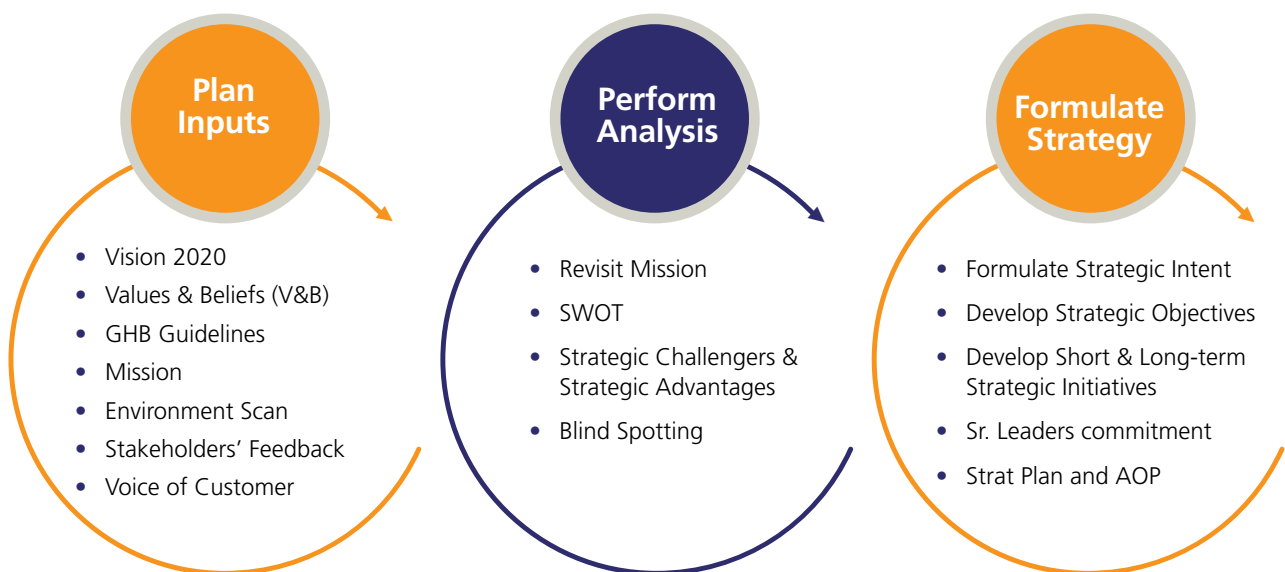 Plan
Inputs
• Vision 2020
• Values & Beliefs (V&B)
• GHB Guidelines
• Mission
• Environment Scan
• Stakeholders’ Feedback
• Voice of Customer
Perform
Analysis
• Revisit Mission
• SWOT
• Strategic Challengers &
Strategic Advantages
• Blind Spotting
Formulate
Strategy
• Formulate Strategic Intent
• Develop Strategic Objectives
• Develop Short & Long-term
Strategic Initiatives
• Sr. Leaders commitment
• Strat Plan and AOP